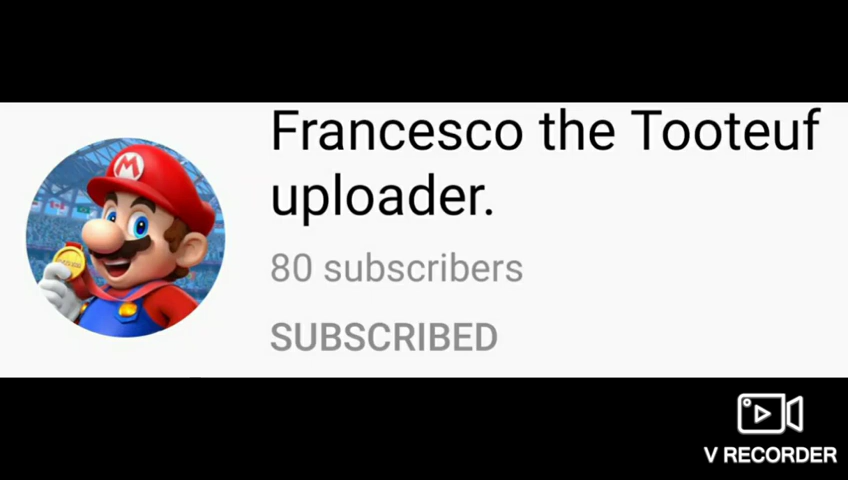 Francesco the Tooteuf
uploader.
80 subscribers
SUBSCRIBED
V RECORDER